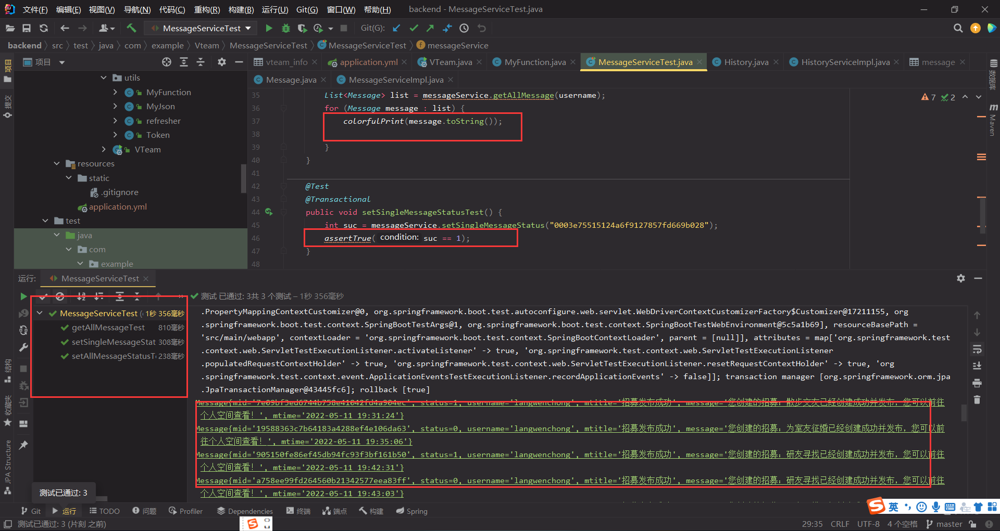 文件(F) 编辑(E) 视图(V) 导航(N) 代码(C) 重构(R) 构建(B) 运行(U) Git(G) 窗口(W) 帮助(H) backend - MessageServiceTest.java
MessageServiceTest Git(G):
backend src test java com example Vteam MessageServiceTest MessageServiceTest messageService
项目 vteam_info application.yml VTeam.java MyFunction.java MessageServiceTest.java History.java HistoryServiceImpl.java message
Message.java MessageServiceImpl.java
utils
MyFunction
MyJson
refresher
Token
VTeam
resources
static
.gitignore
application.yml
test
java
com
example
项目
提交
结构
收藏夹
JPA Structure
数据库
Maven
7 2
35 List<Message> list = messageService.getAllMessage(username);
36 for (Message message : list) {
37 colorfulPrint(message.toString());
38
39 }
40 }
41
42 @Test
43 @Transactional
44 public void setSingleMessageStatusTest() {
45 int suc = messageService.setSingleMessageStatus("0003e75515124a6f9127857fd669b028");
46 assertTrue( condition: suc == 1);
47 }
48
运行: MessageServiceTest
测试 已通过: 3共 3 个测试 – 1秒 356毫秒
MessageServiceTest ( 1秒 356毫秒
getAllMessageTest 810毫秒
setSingleMessageStat 308毫秒
setAllMessageStatusT 238毫秒
.PropertyMappingContextCustomizer@0, org.springframework.boot.test.autoconfigure.web.servlet.WebDriverContextCustomizerFactory$Customizer@17211155, org
.springframework.boot.test.context.SpringBootTestArgs@1, org.springframework.boot.test.context.SpringBootTestWebEnvironment@5c5a1b69], resourceBasePath =
'src/main/webapp', contextLoader = 'org.springframework.boot.test.context.SpringBootContextLoader', parent = [null]], attributes = map['org.springframework.test
.context.web.ServletTestExecutionListener.activateListener' -> true, 'org.springframework.test.context.web.ServletTestExecutionListener
.populatedRequestContextHolder' -> true, 'org.springframework.test.context.web.ServletTestExecutionListener.resetRequestContextHolder' -> true, 'org
.springframework.test.context.event.ApplicationEventsTestExecutionListener.recordApplicationEvents' -> false]]; transaction manager [org.springframework.orm.jpa
.JpaTransactionManager@43445fc6]; rollback [true]
Message{mid='7e09bf3ed6744b758e41042fd4a904ec', status=1, username='langwenchong', mtitle='招募发布成功', message='您创建的招募: 散步交友已经创建成功并发布, 您可以前往
个人空间查看! ', mtime='2022-05-11 19:31:24'}
Message{mid='19588363c7b64183a4288ef4e106da63', status=0, username='langwenchong', mtitle='招募发布成功', message='您创建的招募: 为室友征婚已经创建成功并发布, 您可以前
往个人空间查看! ', mtime='2022-05-11 19:35:06'}
Message{mid='905150fe86ef45db94fc93f3bf161b50', status=1, username='langwenchong', mtitle='招募发布成功', message='您创建的招募: 研友寻找已经创建成功并发布, 您可以前往
个人空间查看! ', mtime='2022-05-11 19:42:31'}
Message{mid='a758ee99fd264560b21342577eea83ff', status=0, username='langwenchong', mtitle='招募发布成功', message='您创建的招募: 研友寻找已经创建成功并发布, 您可以前往
个人空间查看! ', mtime='2022-05-11 19:43:03'}
测试已通过: 3
Git 运行 TODO 问题 Profiler Dependencies 终端 端点 构建 Spring
英
测试已通过: 3 (片刻 之前) 29:35 CRLF UTF-8 4 个空格 master